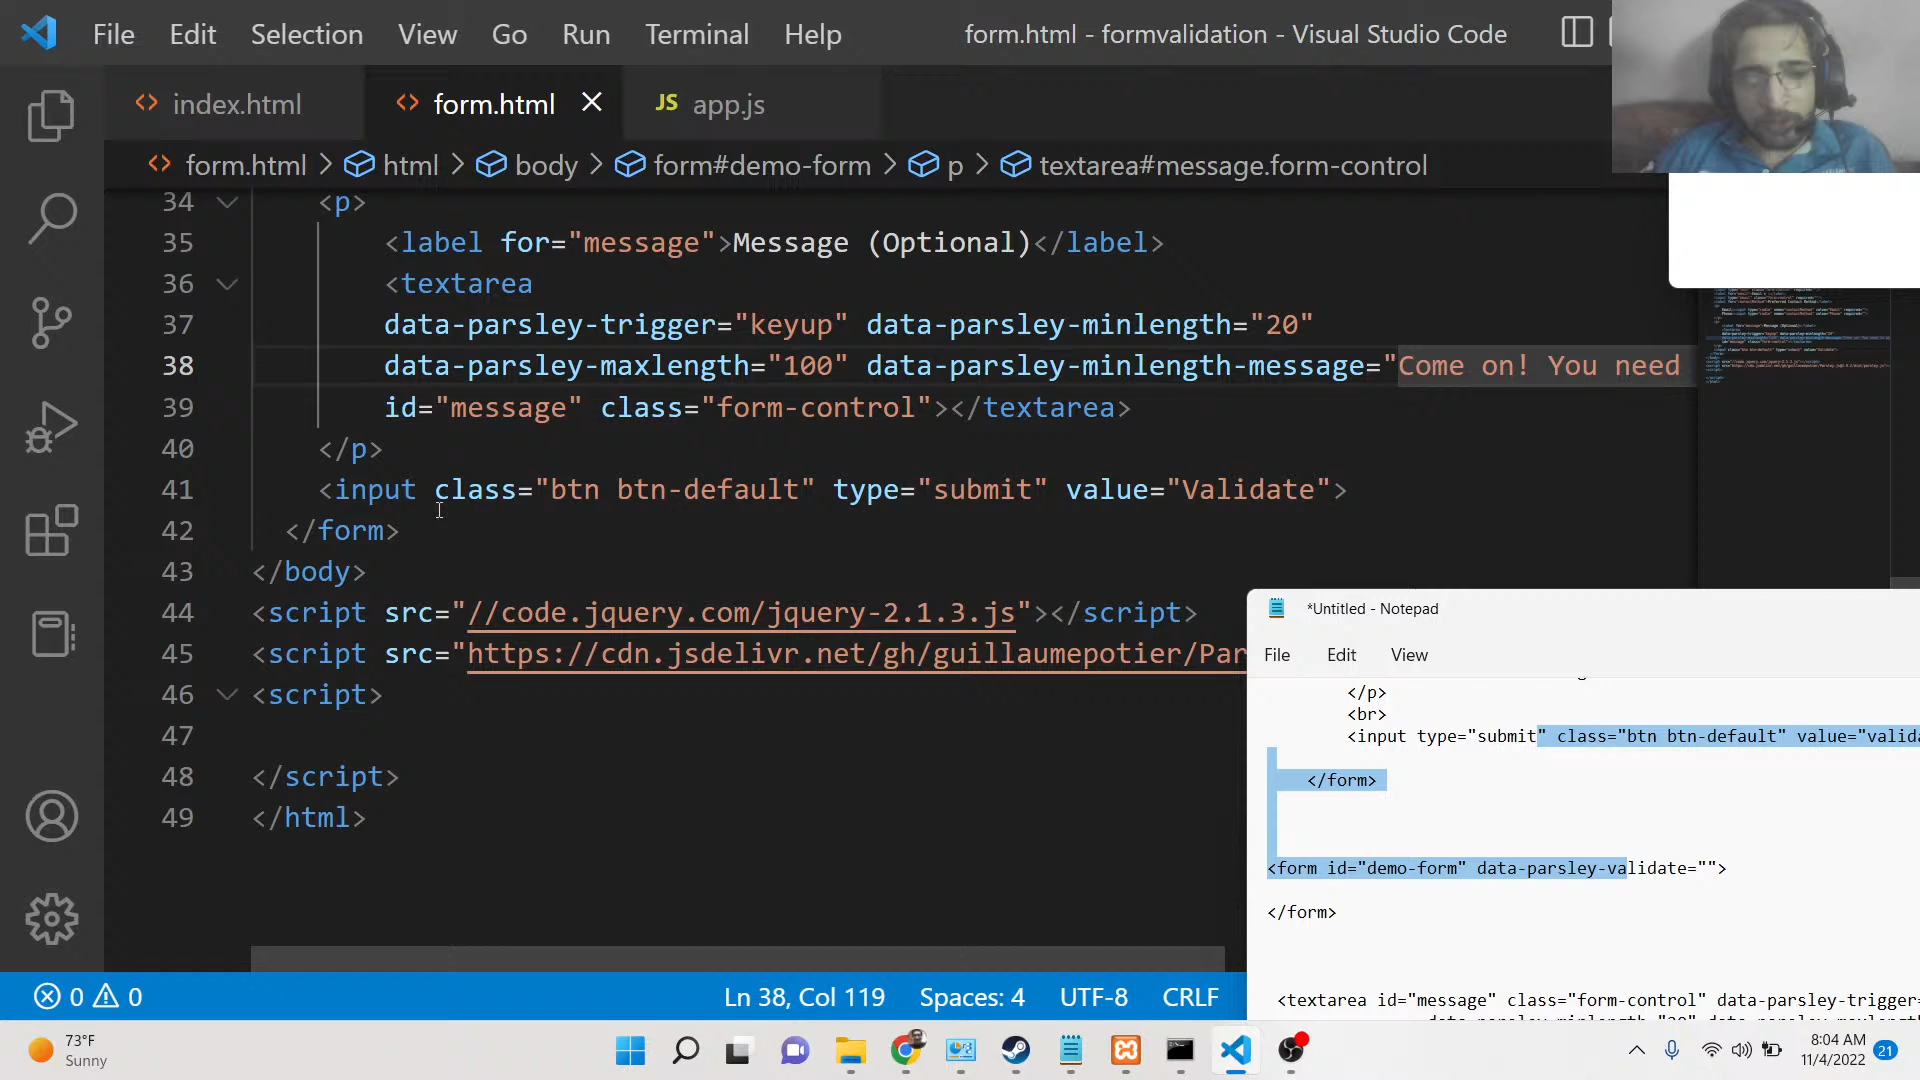 File Edit Selection View Go Run Terminal Help form.html - formvalidation - Visual Studio Code
index.html form.html JS app.js
form.html > html > body > form#demo-form > p > textarea#message.form-control
34 <p>
35 <label for="message">Message (Optional)</label>
36 <textarea
37 data-parsley-trigger="keyup" data-parsley-minlength="20"
38 data-parsley-maxlength="100" data-parsley-minlength-message="Come on! You need
39 id="message" class="form-control"></textarea>
40 </p>
41 <input class="btn btn-default" type="submit" value="Validate">
42 </form>
43 </body>
44 <script src="//code.jquery.com/jquery-2.1.3.js"></script>
45 <script src="https://cdn.jsdelivr.net/gh/guillaumepotier/Par
46 <script>
47
48 </script>
49 </html>
*Untitled - Notepad
File Edit View
</p>
<br>
<input type="submit" class="btn btn-default" value="valida
</form>
<form id="demo-form" data-parsley-validate="">
</form>
<textarea id="message" class="form-control" data-parsley-trigger=
0 0 Ln 38, Col 119 Spaces: 4 UTF-8 CRLF
73°F
Sunny
8:04 AM
11/4/2022
21